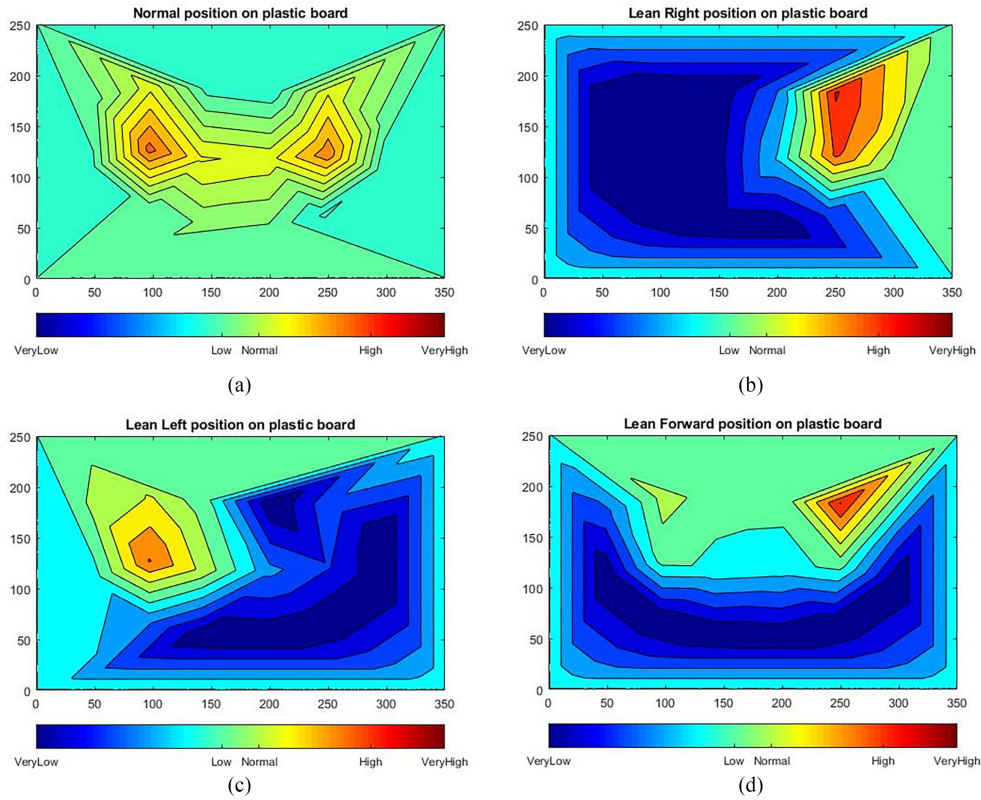 Normal position on plastic board
250
200
150
100
50
0
0 50 100 150 200 250 300 350
VeryLow Low Normal High VeryHigh
(a)
Lean Right position on plastic board
250
200
150
100
50
0
0 50 100 150 200 250 300 350
VeryLow Low Normal High VeryHigh
(b)
Lean Left position on plastic board
250
200
150
100
50
0
0 50 100 150 200 250 300 350
VeryLow Low Normal High VeryHigh
(c)
Lean Forward position on plastic board
250
200
150
100
50
0
0 50 100 150 200 250 300 350
VeryLow Low Normal High VeryHigh
(d)